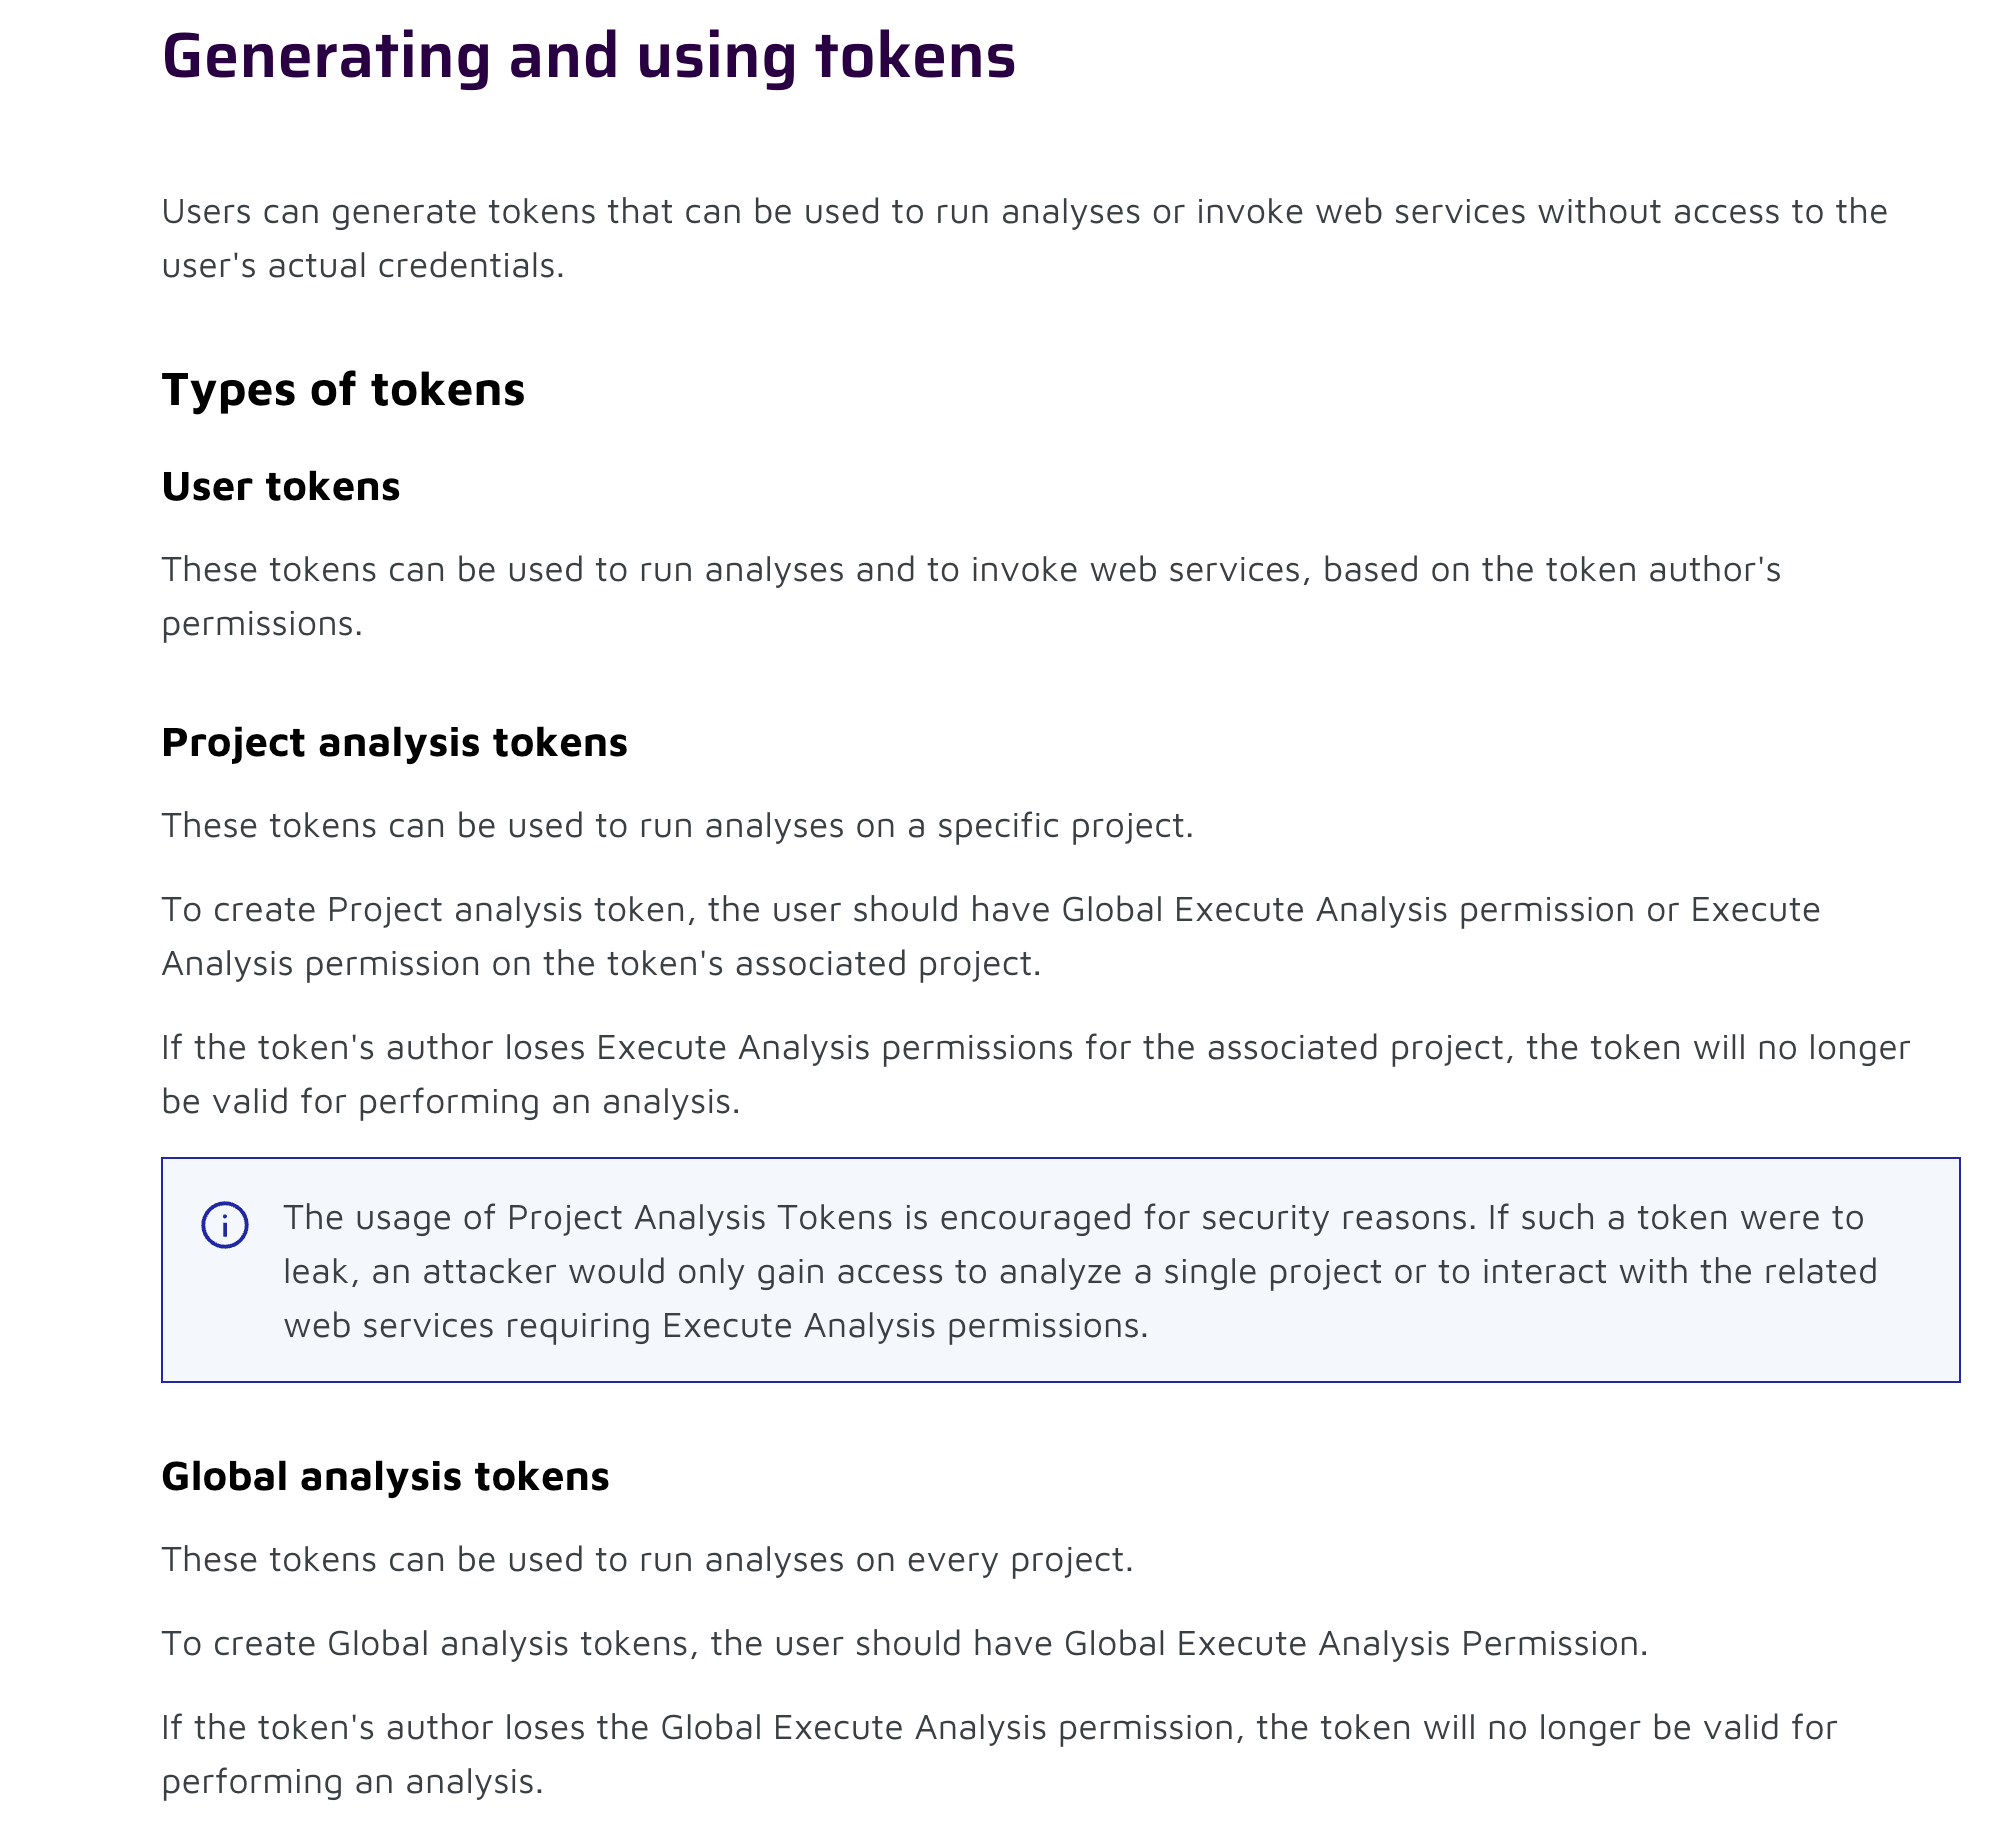 Generating and using tokens
Users can generate tokens that can be used to run analyses or invoke web services without access to the
user's actual credentials.
Types of tokens
User tokens
These tokens can be used to run analyses and to invoke web services, based on the token author's
permissions.
Project analysis tokens
These tokens can be used to run analyses on a specific project.
To create Project analysis token, the user should have Global Execute Analysis permission or Execute
Analysis permission on the token's associated project.
If the token's author loses Execute Analysis permissions for the associated project, the token will no longer
be valid for performing an analysis.
The usage of Project Analysis Tokens is encouraged for security reasons. If such a token were to
leak, an attacker would only gain access to analyze a single project or to interact with the related
web services requiring Execute Analysis permissions.
Global analysis tokens
These tokens can be used to run analyses on every project.
To create Global analysis tokens, the user should have Global Execute Analysis Permission.
If the token's author loses the Global Execute Analysis permission, the token will no longer be valid for
performing an analysis.